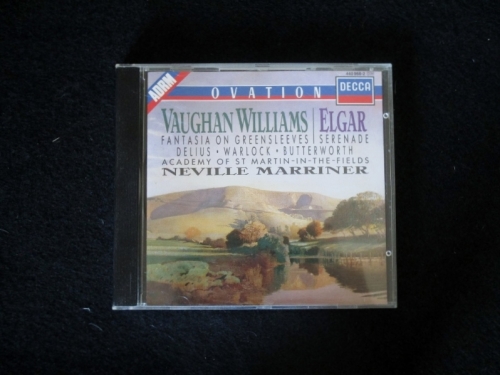 ADRM
OVATION
DECCA
VAUGHAN WILLIAMS | ELGAR
FANTASIA ON GREENSLEEVES | SERENADE
DELIUS • WARLOCK • BUTTERWORTH
ACADEMY OF ST MARTIN-IN-THE-FIELDS
NEVILLE MARRINER